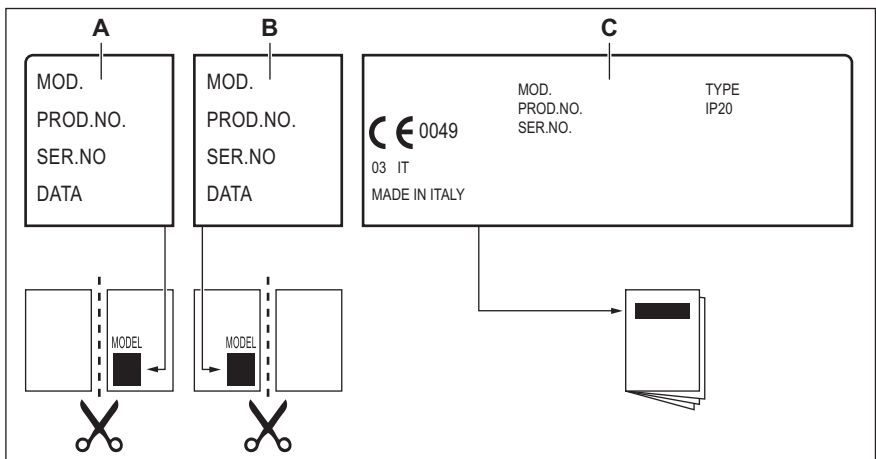 A
B
C
MOD.
PROD.NO.
SER.NO
DATA
MOD.
PROD.NO.
SER.NO
DATA
MOD.
PROD.NO.
SER.NO.
TYPE
IP20
CE 0049
03 IT
MADE IN ITALY
MODEL
MODEL